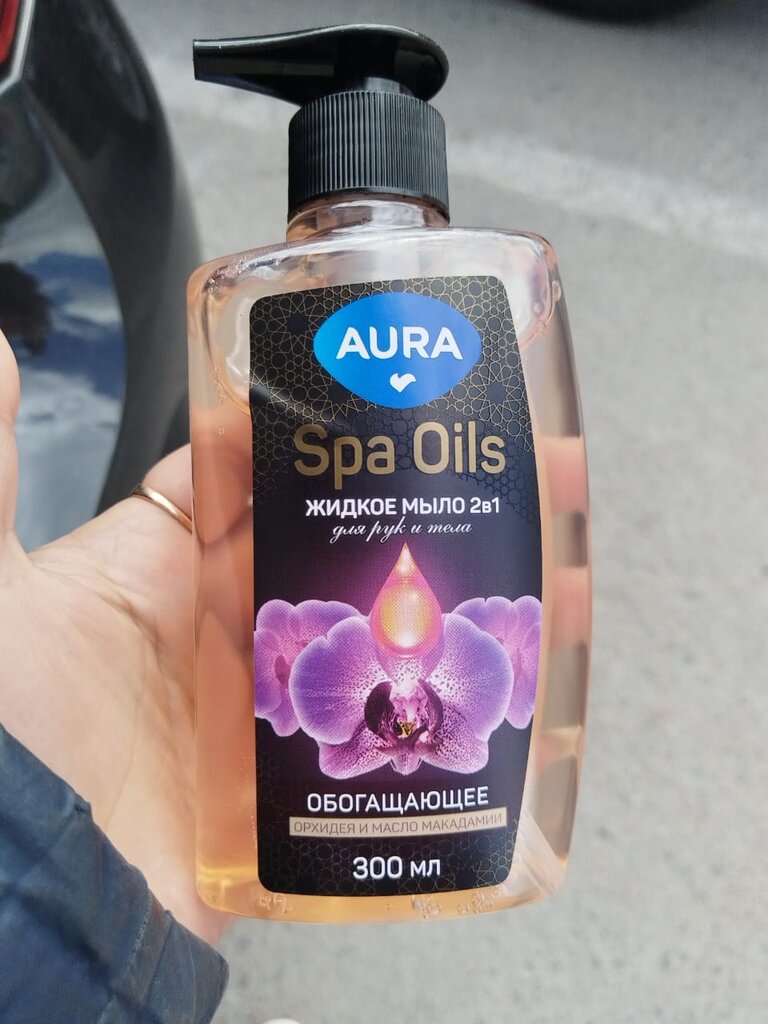 AURA
Spa Oils
ЖИДКОЕ МЫЛО 2в1
для рук и тела
ОБОГАЩАЮЩЕЕ
ОРХИДЕЯ И МАСЛО МАКАДАМИИ
300 мл